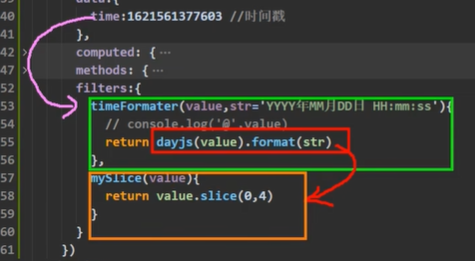 data:{
40 time:1621561377603 //时间戳
41 },
42 computed: {…
47 methods: {…
52 filters:{
53 timeFormater(value,str='YYYY年MM月DD日 HH:mm:ss'){
54 // console.log('@',value)
55 return dayjs(value).format(str)
56 },
57 mySlice(value){
58 return value.slice(0,4)
59 }
60 }
61 })